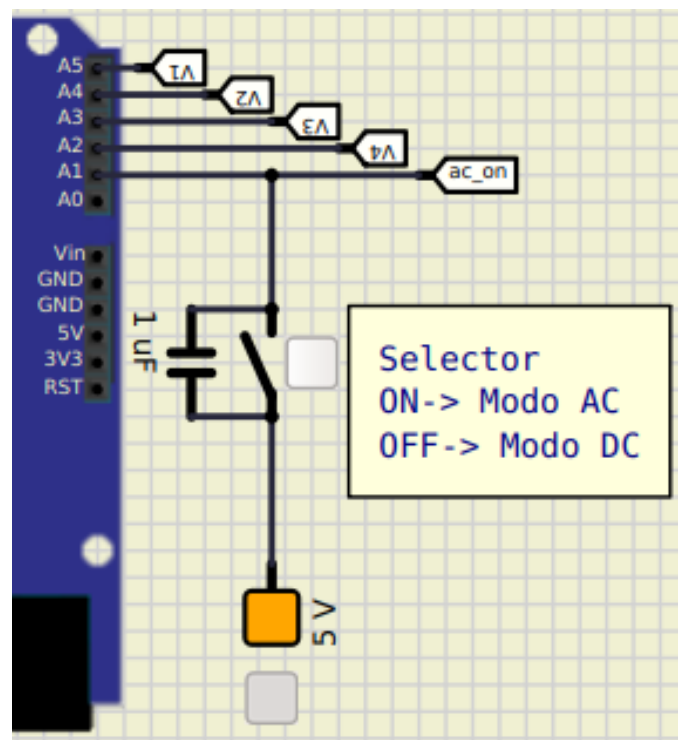 A5
V1
A4
V2
A3
V3
A2
V4
A1
ac_on
A0
Vin
GND
GND
5V
3V3
RST
1 uF
Selector
ON-> Modo AC
OFF-> Modo DC
5 V